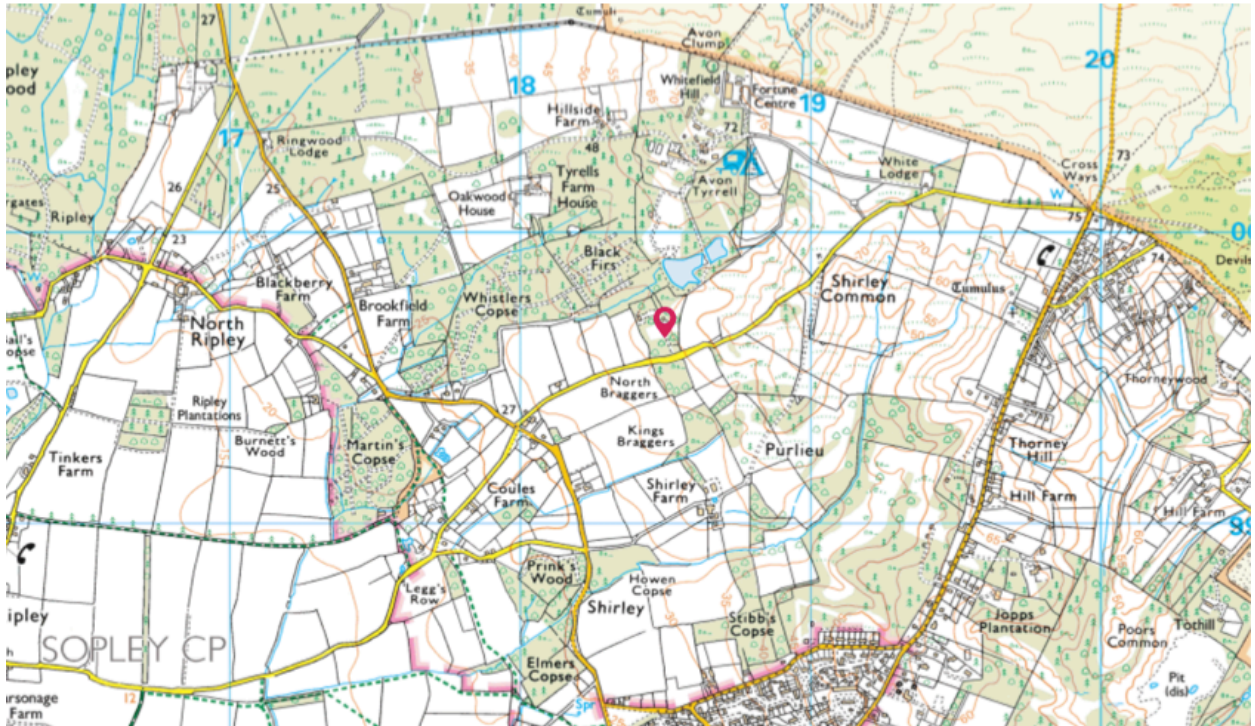 27
Tumuli
Avon
Clump
20
Whitefield
Hill
Fortune
Centre
18
19
Hillside
Farm
48
72
73
17
Ringwood
Lodge
Tyrells
Farm
House
Avon
Tyrrell
White
Lodge
Cross
Ways
W
75
26
25
Oakwood
House
Ripley
23
74
Black
Firs
Blackberry
Farm
Whistlers
Copse
Brookfield
Farm
Shirley
Common
Tumulus
North
Ripley
Ripley
Plantations
North
Braggers
Thorneywood
27
Kings
Braggers
Burnett's
Wood
Martin's
Copse
Purlieu
Tinkers
Farm
Thorney
Hill
Coules
Farm
Shirley
Farm
Hill Farm
Hill Farm
99
Prink's
Wood
Legg's
Row
Howen
Copse
Shirley
Stibb's
Copse
Jopps
Plantation
Poors
Common
Tothill
SOPLEY CP
Elmers
Copse
Spr
12
Pit
(dis)
Farm